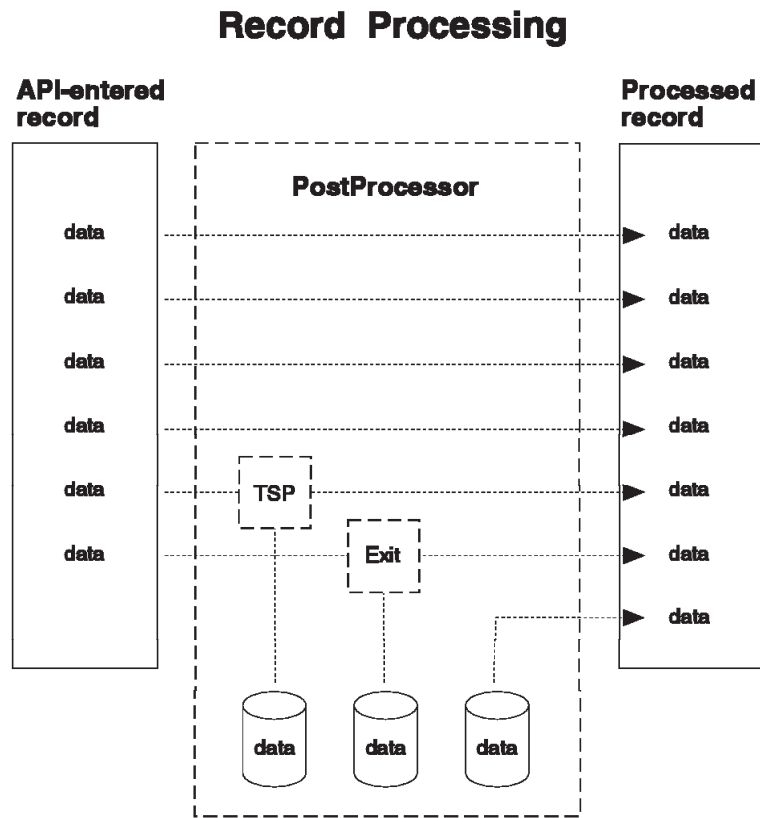 Record Processing
API-entered
record
Processed
record
PostProcessor
data data
data data
data data
data data
data TSP data
data Exit data
data
data data data